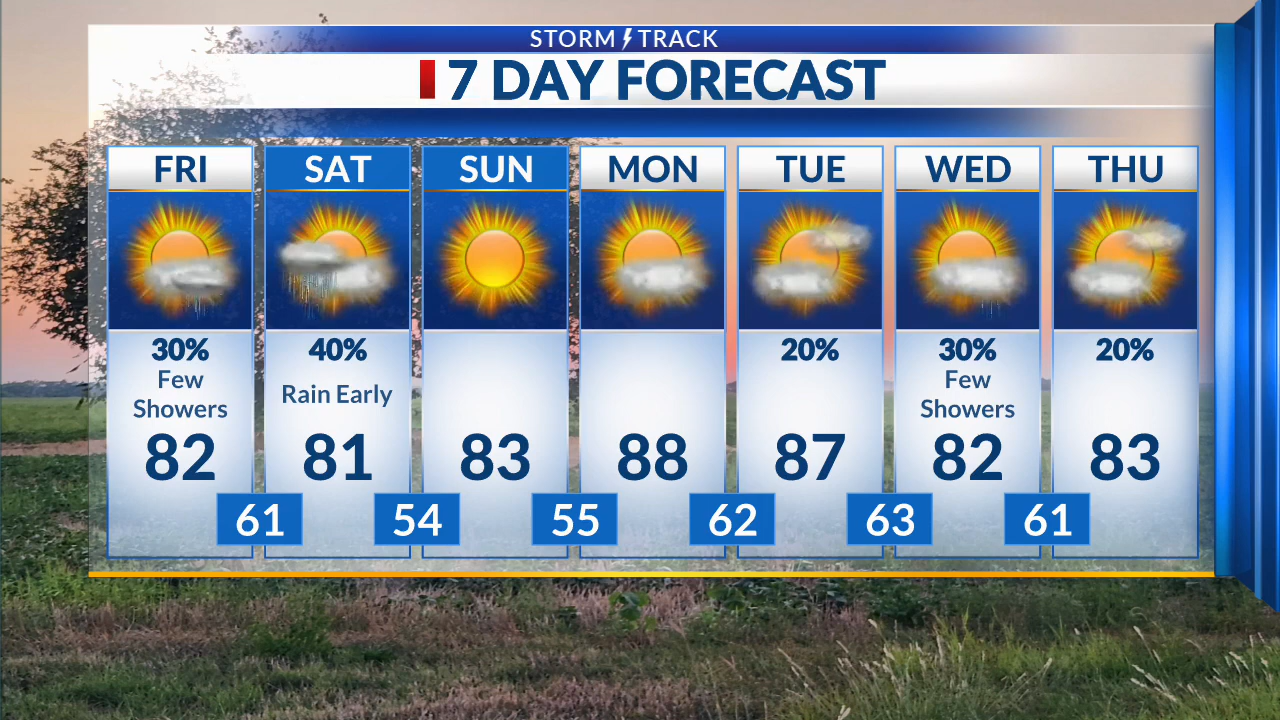 STORM TRACK
7 DAY FORECAST
FRI SAT SUN MON TUE WED THU
30% 40% 20% 30% 20%
Few Showers Rain Early Few Showers
82 81 83 88 87 82 83
61 54 55 62 63 61